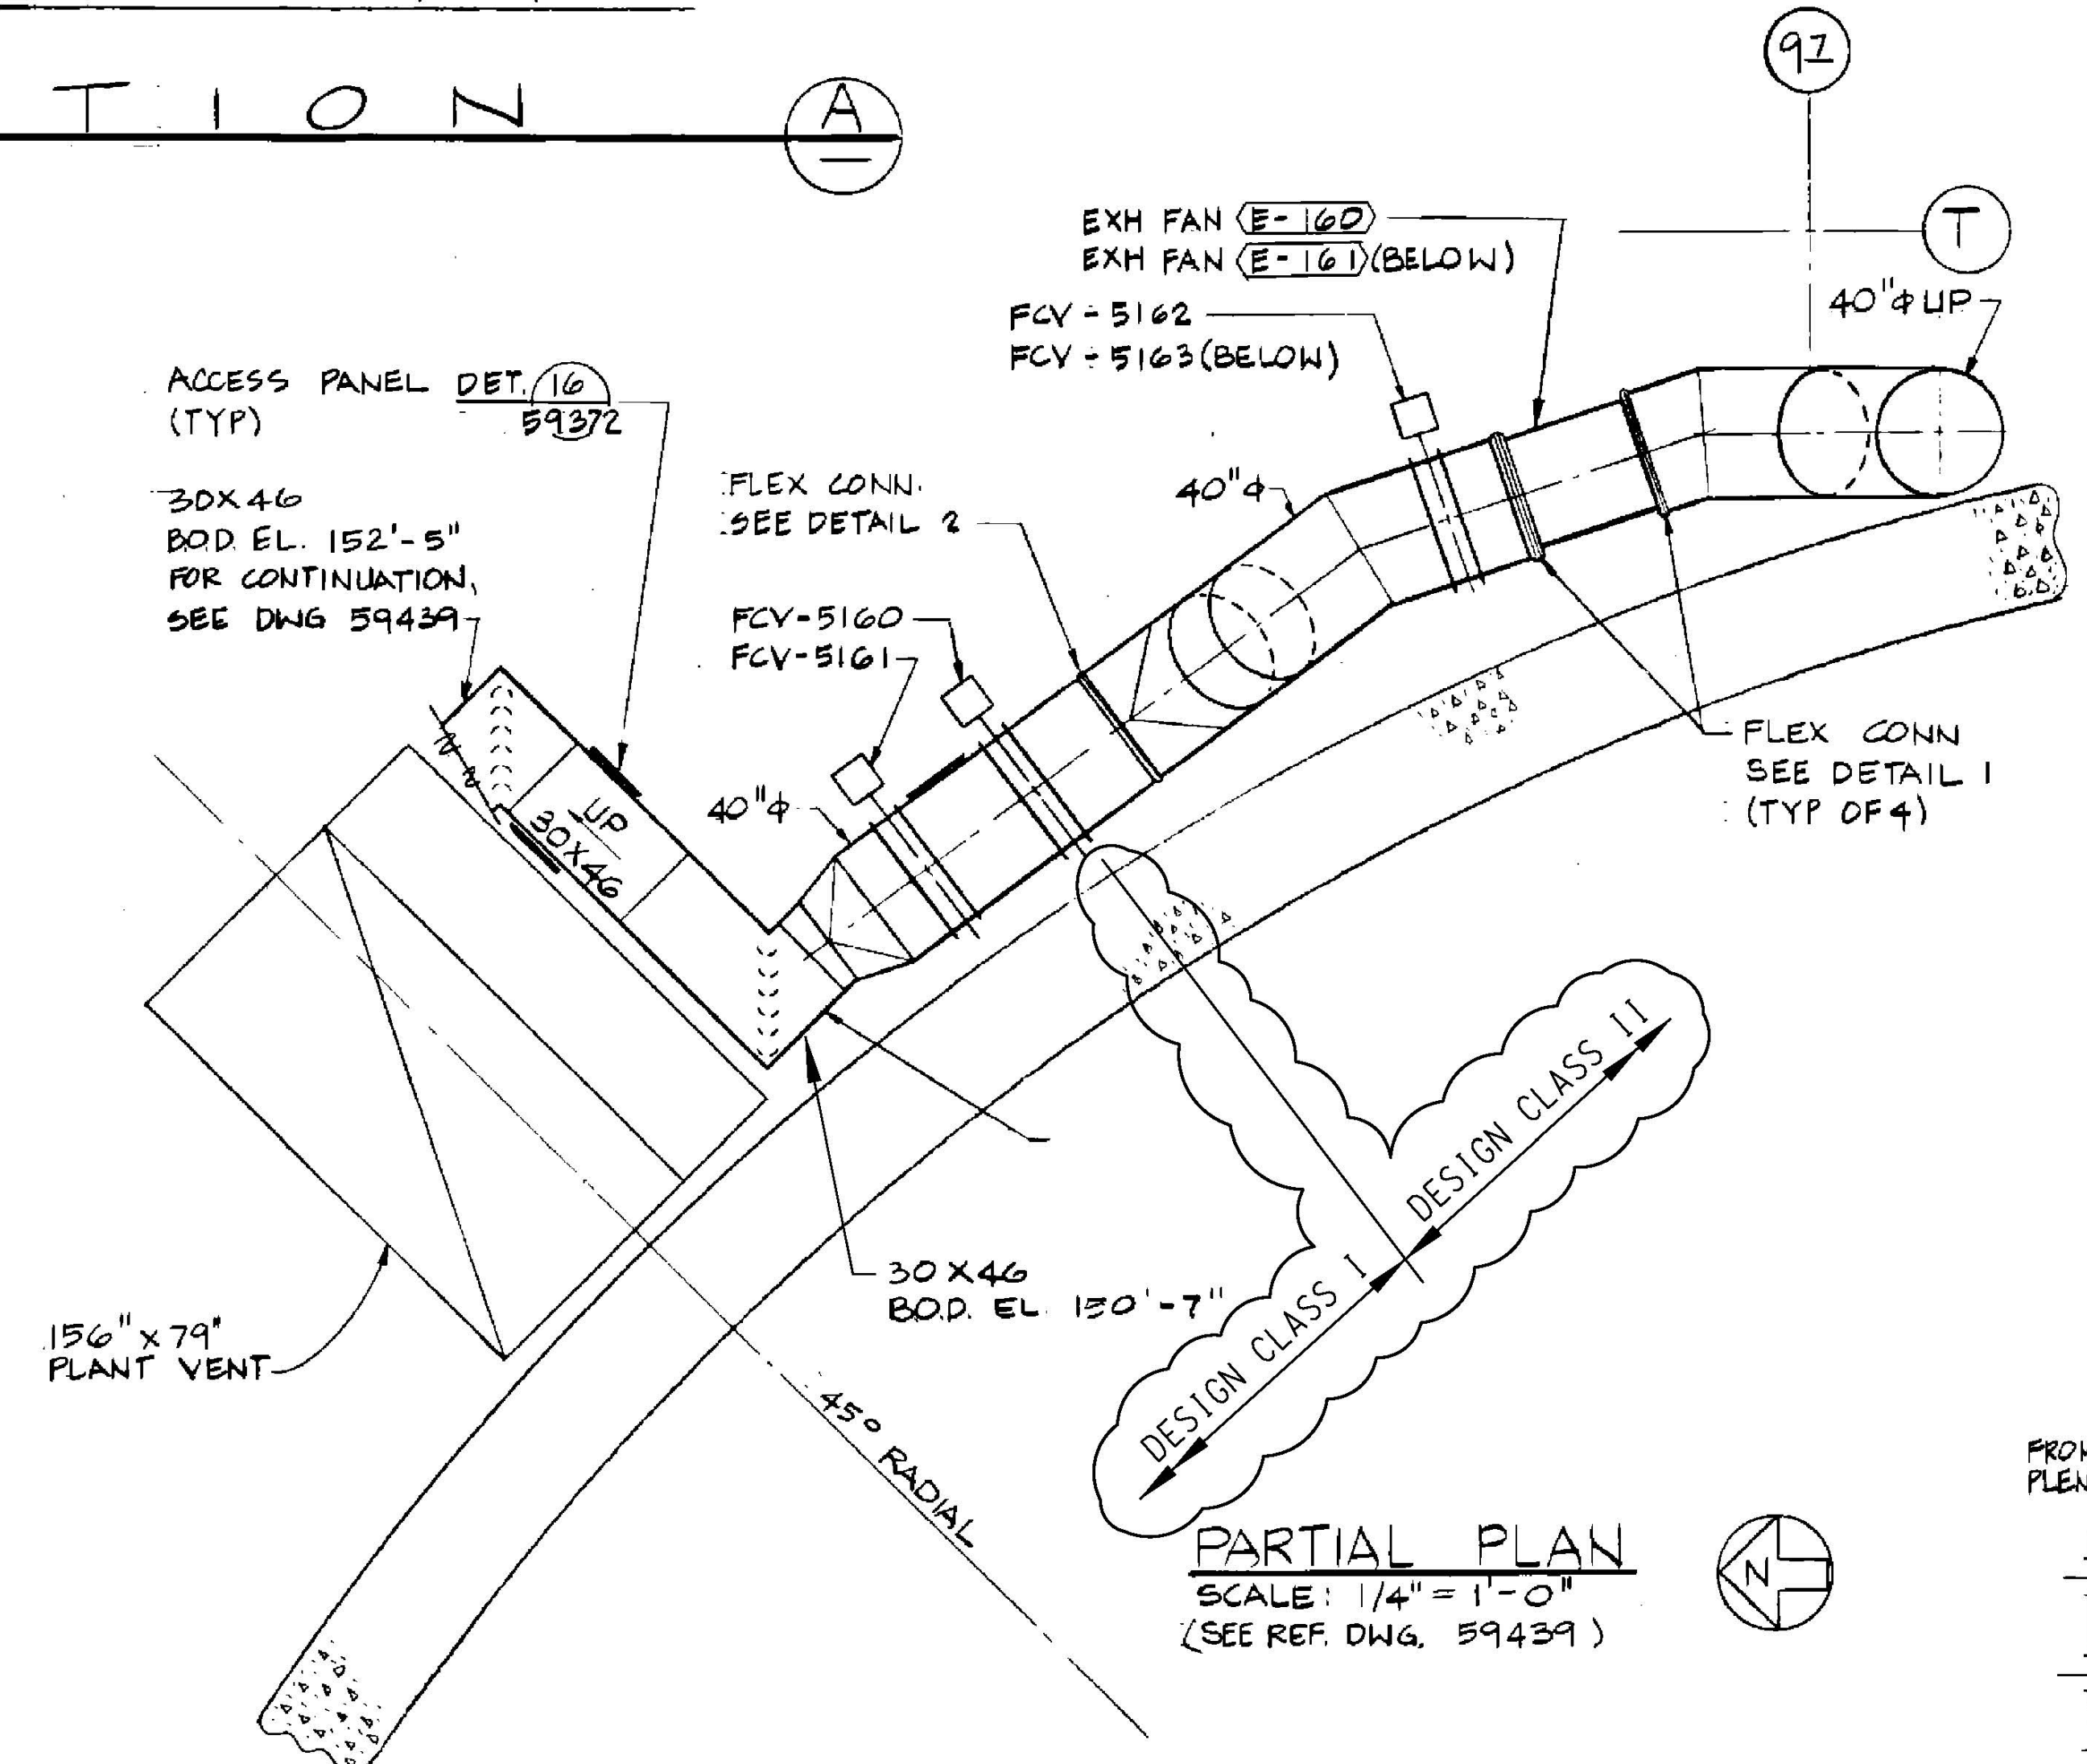 TION
A
97
T
EXH FAN E-160
EXH FAN E-161 (BELOW)
FCV-5162
FCV-5163 (BELOW)
40"ϕ UP
ACCESS PANEL DET. 16
(TYP) 59372
30X46
B.O.D. EL. 152'-5"
FOR CONTINUATION,
SEE DWG 59439
FLEX CONN.
SEE DETAIL 2
40"ϕ
FCV-5160
FCV-5161
40"ϕ
UP
30X46
FLEX CONN
SEE DETAIL 1
(TYP OF 4)
DESIGN CLASS II
DESIGN CLASS I
30X46
B.O.D. EL. 150'-7"
156" x 79"
PLANT VENT
45° RADIAL
PARTIAL PLAN
SCALE: 1/4" = 1'-0"
(SEE REF. DWG. 59439)
N